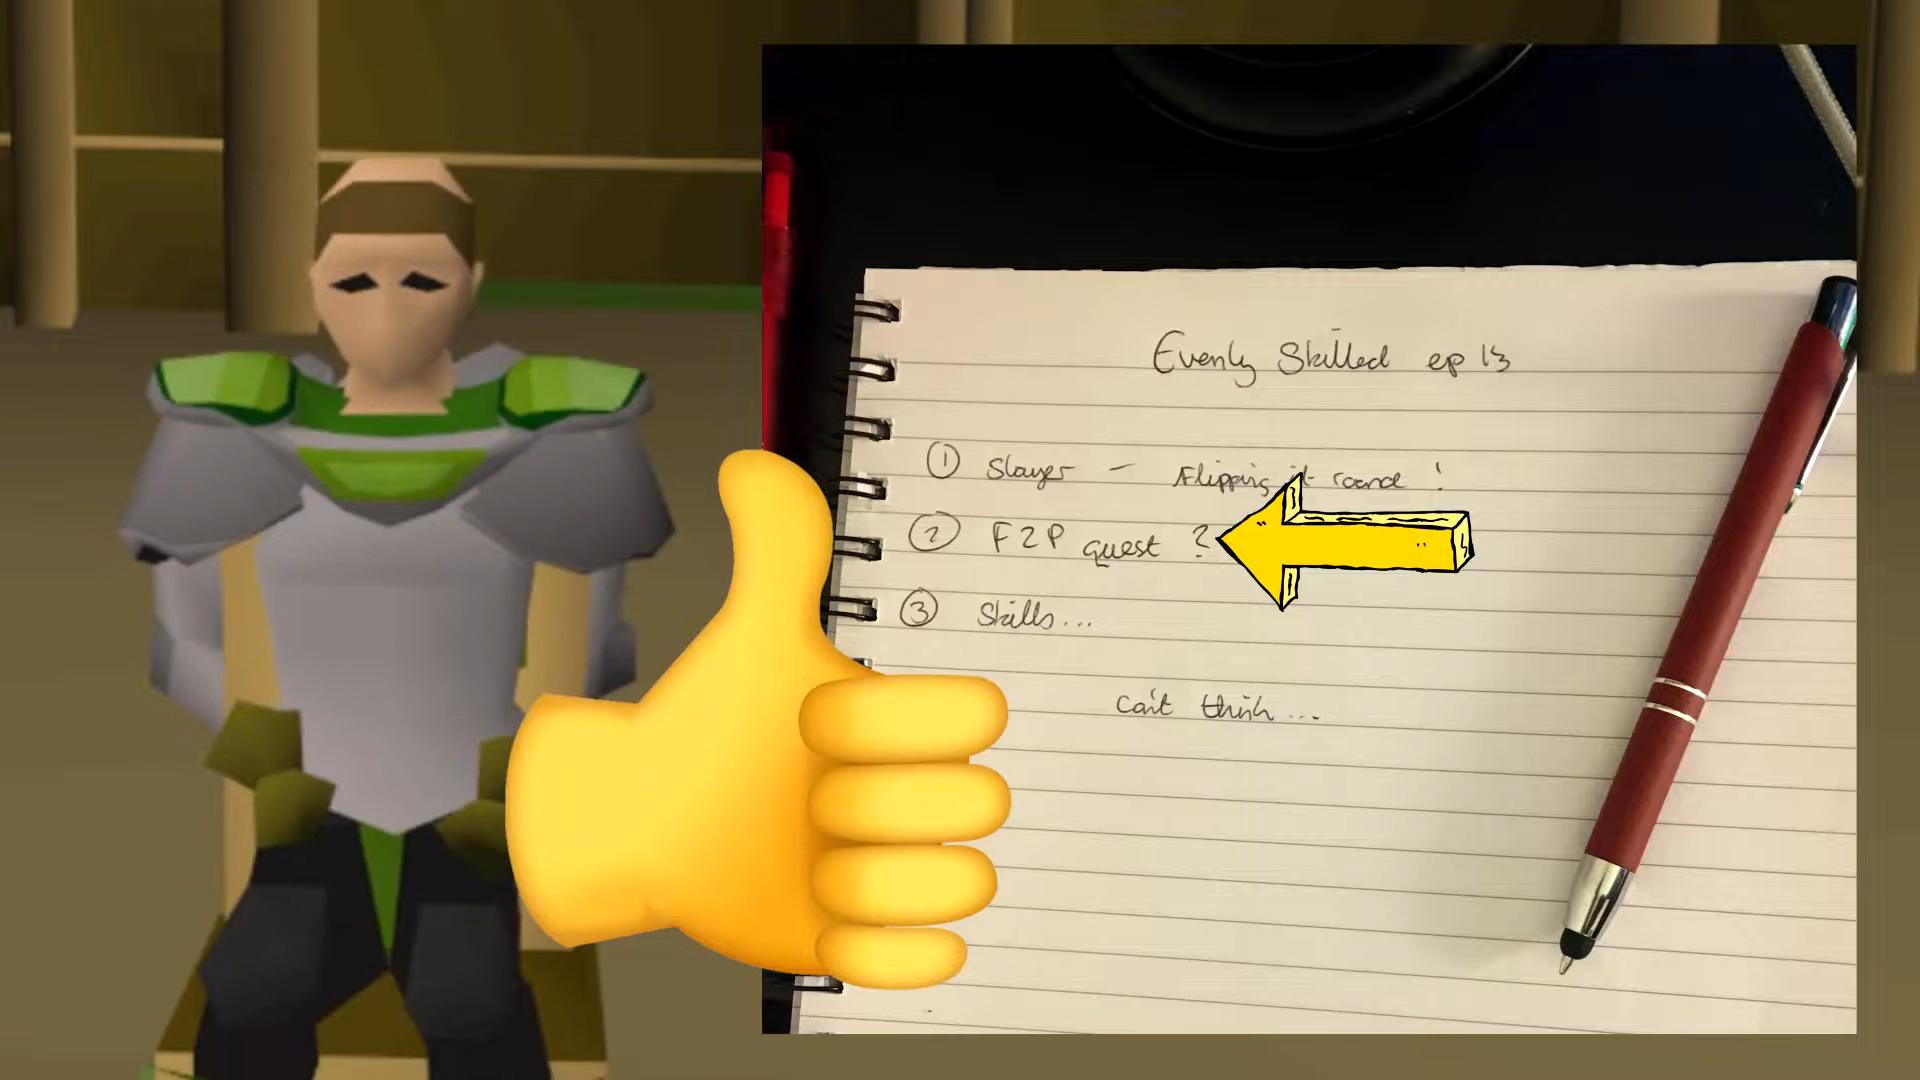 Evenly Skilled ep 13
① Slayer - Flipping it round!
② F2P quest ?
③ Skills...
Can't think...